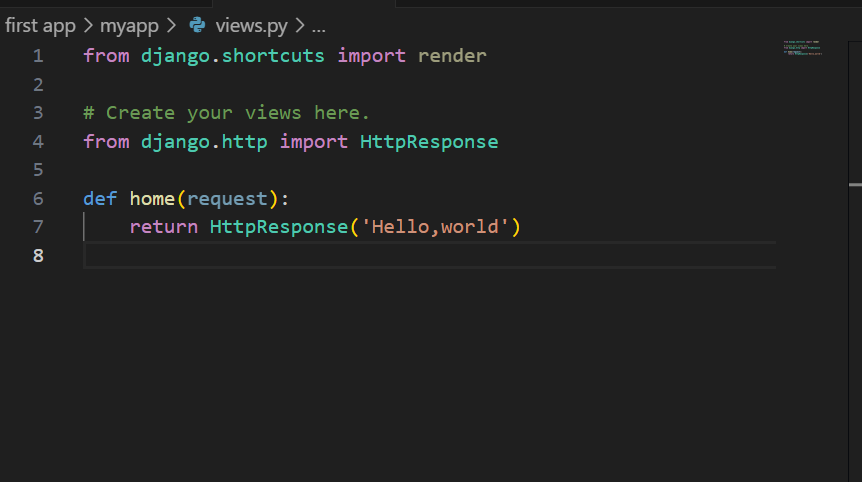 first app > myapp > views.py > ...
1 from django.shortcuts import render
2
3 # Create your views here.
4 from django.http import HttpResponse
5
6 def home(request):
7     return HttpResponse('Hello,world')
8